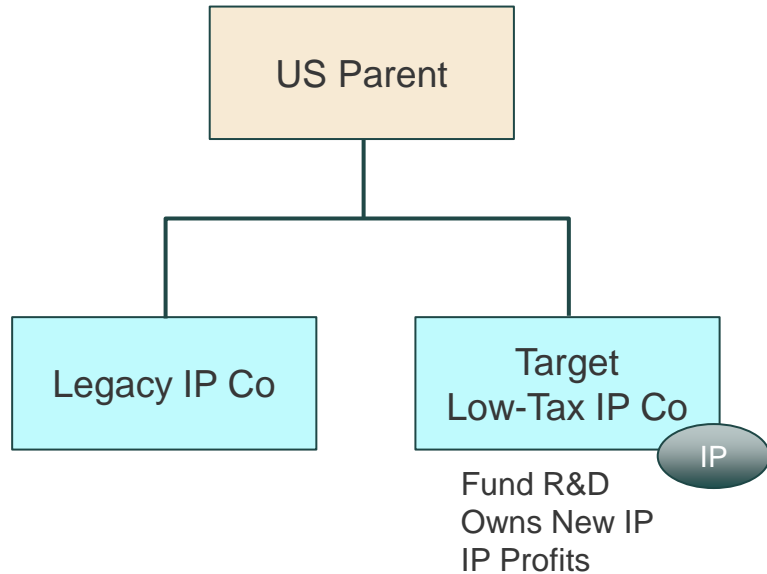 US Parent
Legacy IP Co
Target
Low-Tax IP Co
IP
Fund R&D
Owns New IP
IP Profits